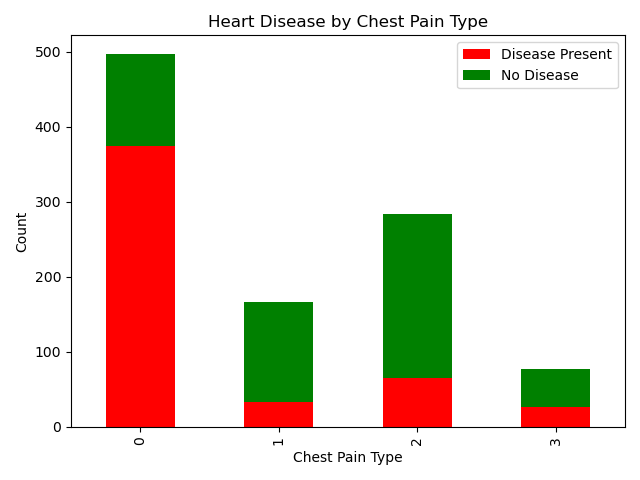 Heart Disease by Chest Pain Type
Disease Present
No Disease
500
400
300
200
100
0
Count
0
1
2
3
Chest Pain Type